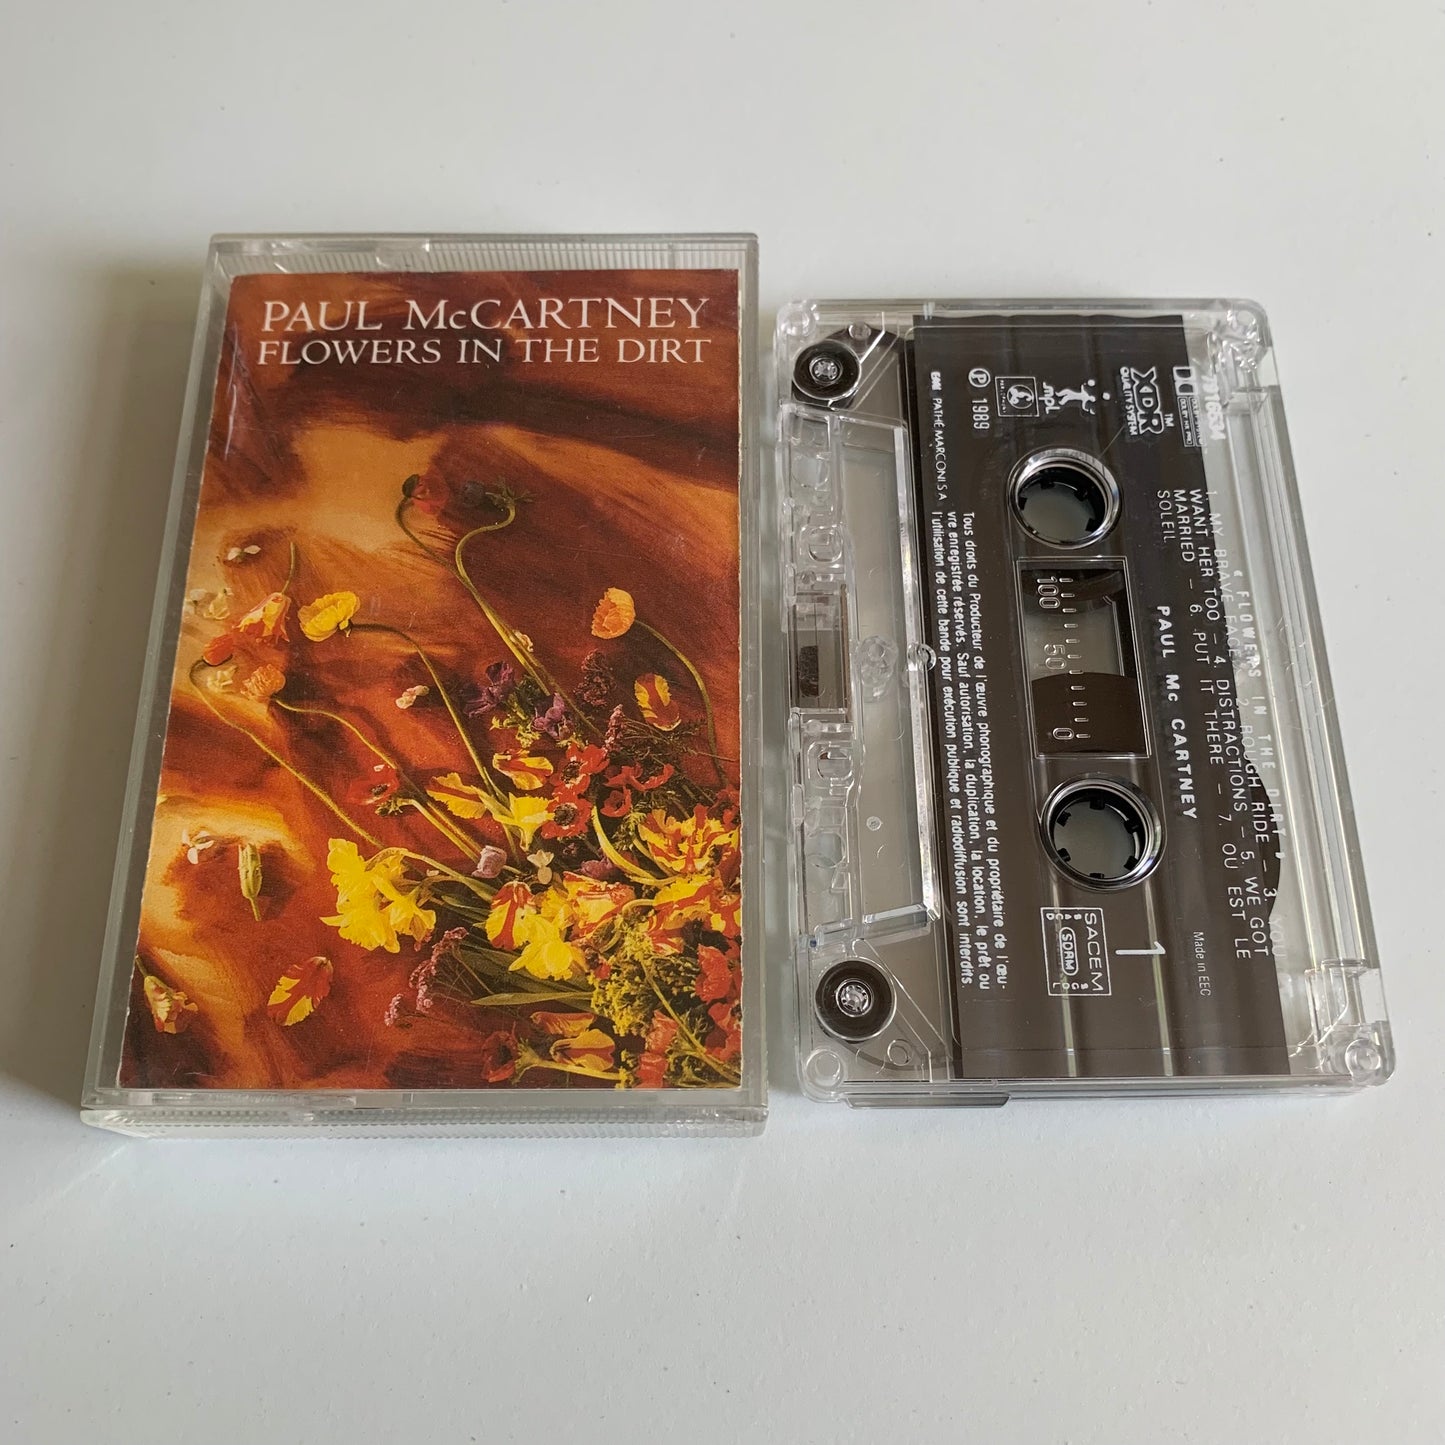 PAUL McCARTNEY
FLOWERS IN THE DIRT
7916534
XDR™
QUALITY SYSTEM
mpl
℗ 1989
EMI PATHE MARCONI S A
« FLOWERS IN THE DIRT »
1. MY BRAVE FACE - 2. ROUGH RIDE - 3. YOU
WANT HER TOO - 4. DISTRACTIONS - 5. WE GOT
MARRIED - 6. PUT IT THERE - 7. OU EST LE
SOLEIL
PAUL Mc CARTNEY
100 50 0
1
Made in EEC
SACEM
SDRM
Tous droits du Producteur de l'œuvre phonographique et du propriétaire de l'œu-
vre enregistrée réservés. Sauf autorisation, la duplication, la location, le prêt ou
l'utilisation de cette bande pour exécution publique et radiodiffusion sont interdits.